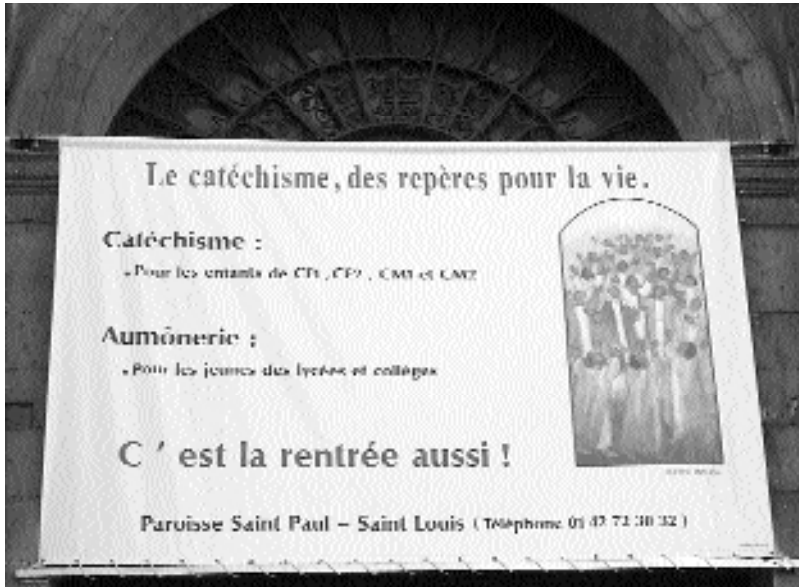 Le catéchisme, des repères pour la vie.
Catéchisme :
• Pour les enfants de CE1, CE2, CM1 et CM2
Aumônerie :
• Pour les jeunes des lycées et collèges
C'est la rentrée aussi !
Paroisse Saint Paul – Saint Louis ( Téléphone 01 42 72 30 32 )